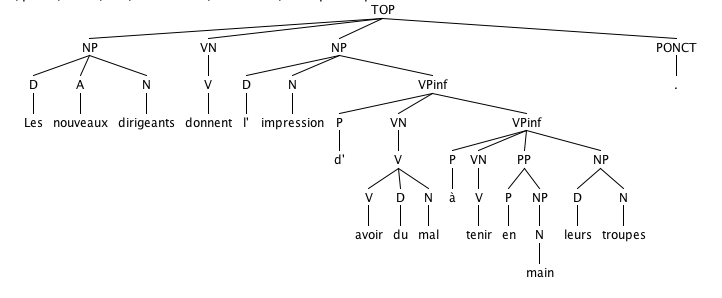 TOP
NP VN NP PONCT
D A N V D N VPinf .
Les nouveaux dirigeants donnent l' impression P VN VPinf
d' V P VN PP NP
V D N à V P NP D N
avoir du mal tenir en N leurs troupes
main